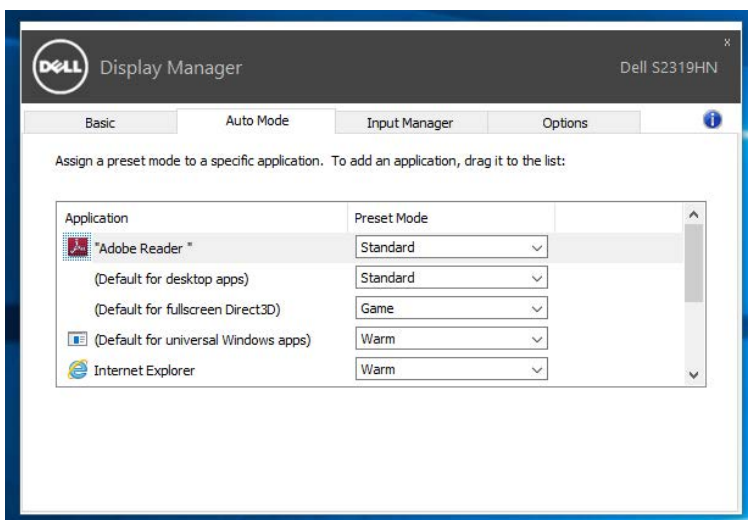 DELL Display Manager
x
Dell S2319HN
Basic Auto Mode Input Manager Options
Assign a preset mode to a specific application. To add an application, drag it to the list:
Application Preset Mode
"Adobe Reader " Standard
(Default for desktop apps) Standard
(Default for fullscreen Direct3D) Game
(Default for universal Windows apps) Warm
Internet Explorer Warm